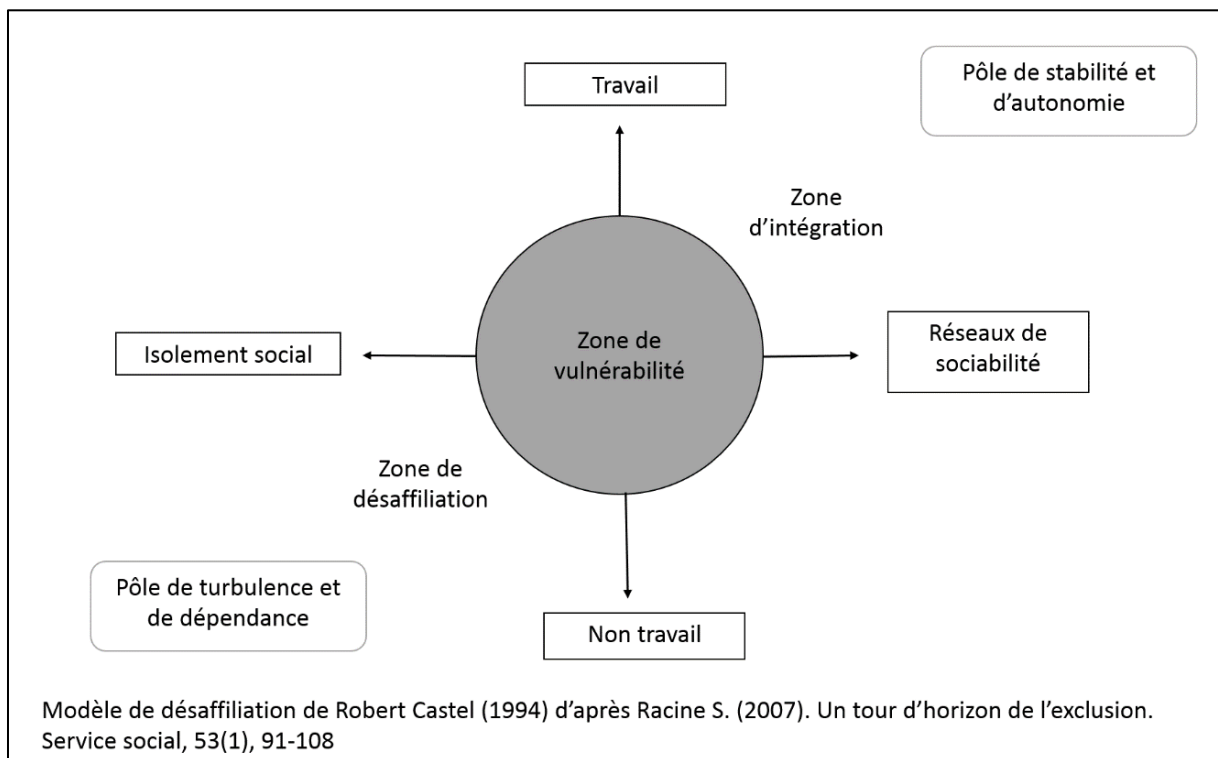 Travail
Pôle de stabilité et
d'autonomie
Zone
d'intégration
Isolement social
Zone de
vulnérabilité
Réseaux de
sociabilité
Zone de
désaffiliation
Pôle de turbulence et
de dépendance
Non travail
Modèle de désaffiliation de Robert Castel (1994) d'après Racine S. (2007). Un tour d'horizon de l'exclusion.
Service social, 53(1), 91-108